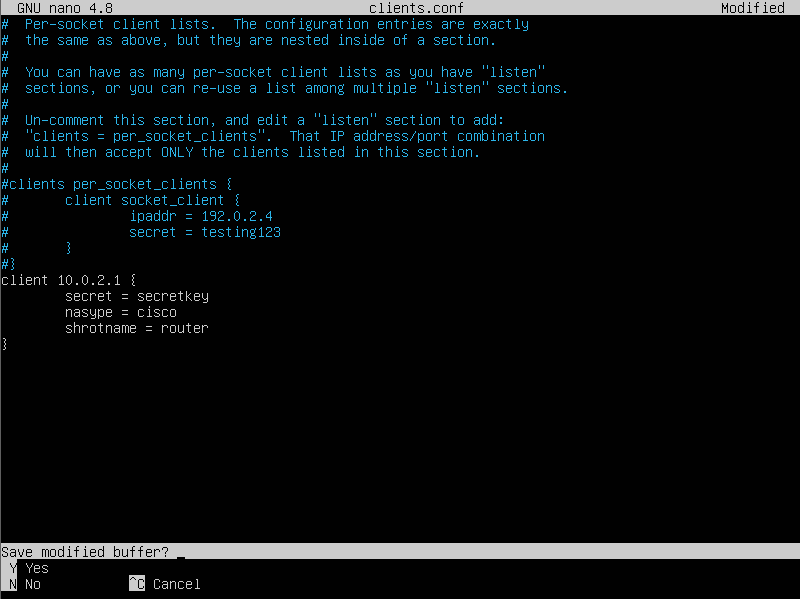 GNU nano 4.8 clients.conf Modified
#  Per-socket client lists.  The configuration entries are exactly
#  the same as above, but they are nested inside of a section.
#
#  You can have as many per-socket client lists as you have "listen"
#  sections, or you can re-use a list among multiple "listen" sections.
#
#  Un-comment this section, and edit a "listen" section to add:
#  "clients = per_socket_clients".  That IP address/port combination
#  will then accept ONLY the clients listed in this section.
#
#clients per_socket_clients {
#       client socket_client {
#               ipaddr = 192.0.2.4
#               secret = testing123
#       }
#}
client 10.0.2.1 {
        secret = secretkey
        nasype = cisco
        shrotname = router
}
Save modified buffer? _
Y Yes
N No ^C Cancel